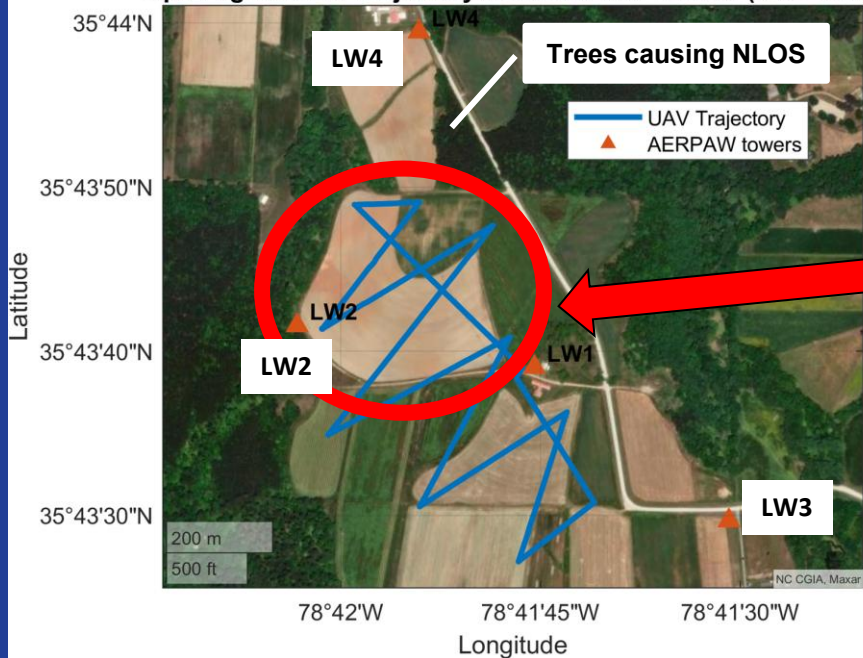 35°44'N
LW4
LW4
Trees causing NLOS
UAV Trajectory
AERPAW towers
35°43'50"N
Latitude
LW2
LW1
35°43'40"N
LW2
LW3
35°43'30"N
200 m
500 ft
NC CGIA, Maxar
78°42'W
78°41'45"W
78°41'30"W
Longitude